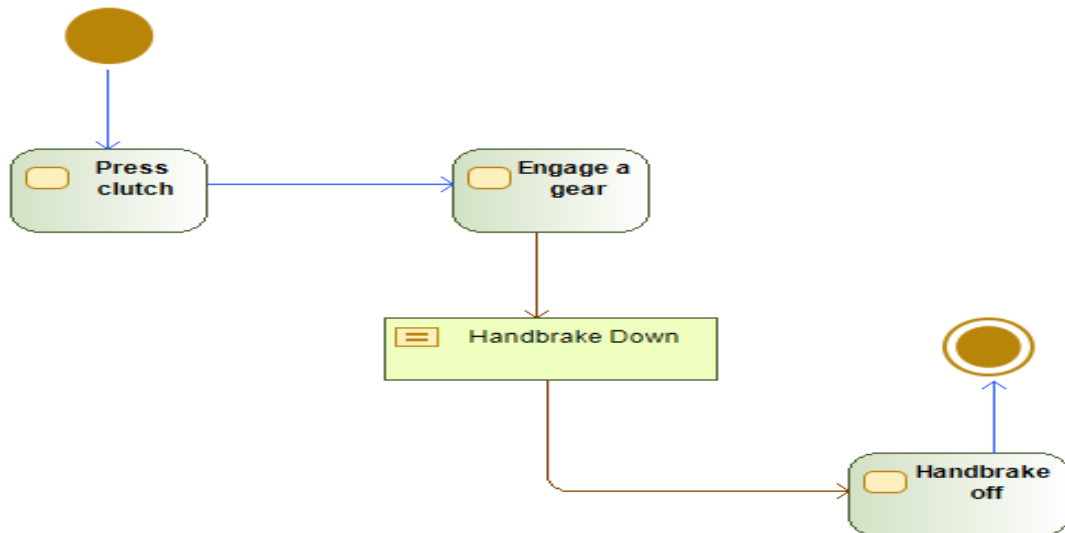 Press
clutch
Engage a
gear
Handbrake Down
Handbrake
off